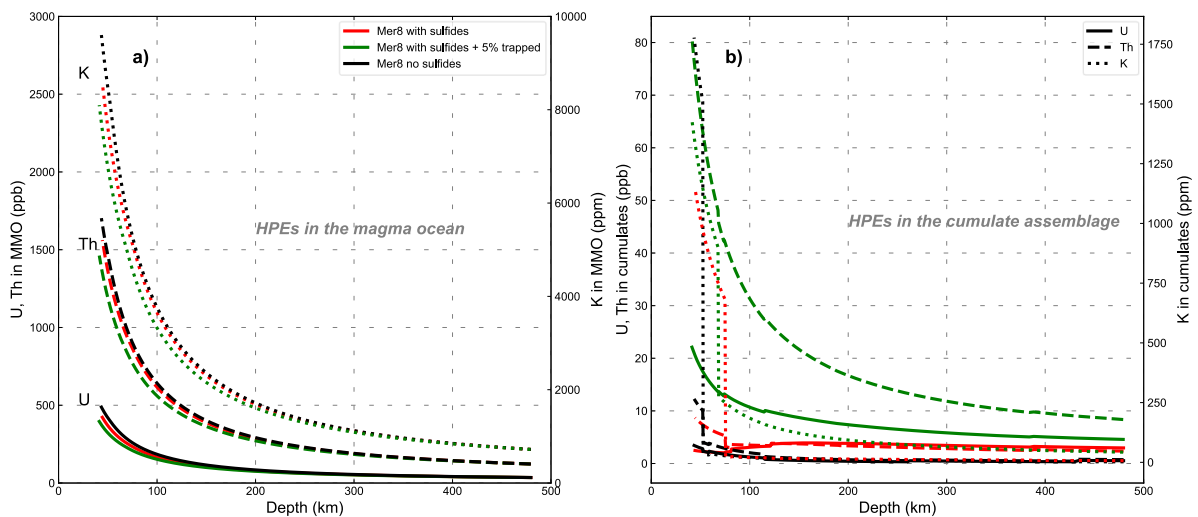 3000
2500
2000
1500
1000
500
0
U, Th in MMO (ppb)
K
Th
U
a)
Mer8 with sulfides
Mer8 with sulfides + 5% trapped
Mer8 no sulfides
HPEs in the magma ocean
10000
8000
6000
4000
2000
0
K in MMO (ppm)
0 100 200 300 400 500
Depth (km)
80
70
60
50
40
30
20
10
0
U, Th in cumulates (ppb)
b)
U
Th
K
HPEs in the cumulate assemblage
1750
1500
1250
1000
750
500
250
0
K in cumulates (ppm)
0 100 200 300 400 500
Depth (km)